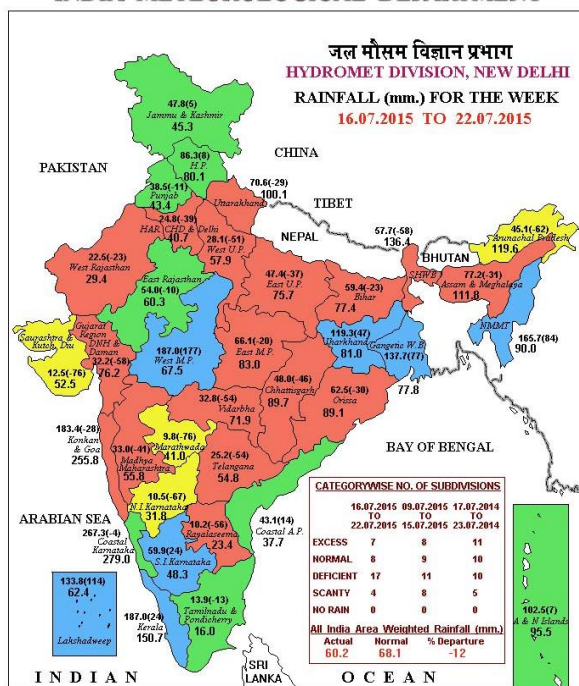 INDIA METEOROLOGICAL DEPARTMENT
जल मौसम विज्ञान प्रभाग
HYDROMET DIVISION, NEW DELHI
RAINFALL (mm.) FOR THE WEEK
16.07.2015 TO 22.07.2015
47.8(5)
Jammu & Kashmir
45.3
PAKISTAN
CHINA
86.3(8)
H.P.
80.1
38.5(-11)
Punjab
43.4
70.6(-29)
Uttarakhand
100.1
TIBET
24.8(-39)
HAR. CHD & Delhi
40.7
NEPAL
28.1(-51)
West U.P.
57.9
57.7(-58)
136.4
SHWB
BHUTAN
45.1(-62)
Arunachal Pradesh
119.6
22.5(-23)
West Rajasthan
29.4
East Rajasthan
54.0(-10)
60.3
47.4(-37)
East U.P.
75.7
59.4(-23)
Bihar
77.4
77.2(-31)
Assam & Meghalaya
111.8
NMMT
165.7(84)
90.0
Saurashtra &
Kutch, Diu
12.5(-76)
52.5
Gujarat
Region
DNH &
Daman
32.2(-58)
76.2
187.0(177)
West M.P.
67.5
66.1(-20)
East M.P.
83.0
119.3(47)
Jharkhand
81.0
Gangetic W.B
137.7(77)
77.8
48.0(-46)
Chhattisgarh
89.7
62.5(-30)
Orissa
89.1
32.8(-54)
Vidarbha
71.9
183.4(-28)
Konkan
& Goa
255.8
33.0(-41)
Madhya
Maharashtra
55.8
9.8(-76)
Marathwada
41.0
25.2(-54)
Telangana
54.8
BAY OF BENGAL
ARABIAN SEA
10.5(-67)
N.I.Karnataka
31.8
10.2(-56)
Rayalaseema
23.4
43.1(14)
Coastal A.P.
37.7
267.3(-4)
Coastal
Karnataka
279.0
59.9(24)
S.I.Karnataka
48.3
133.8(114)
62.4
Lakshadweep
187.0(24)
Kerala
150.7
13.9(-13)
Tamilnadu &
Pondicherry
16.0
CATEGORYWISE NO. OF SUBDIVISIONS
16.07.2015 09.07.2015 17.07.2014
TO TO TO
22.07.2015 15.07.2015 23.07.2014
EXCESS 7 8 11
NORMAL 8 9 10
DEFICIENT 17 11 10
SCANTY 4 8 5
NO RAIN 0 0 0
All India Area Weighted Rainfall (mm.)
Actual Normal % Departure
60.2 68.1 -12
102.5(7)
A & N Islands
95.5
SRI
LANKA
INDIAN OCEAN